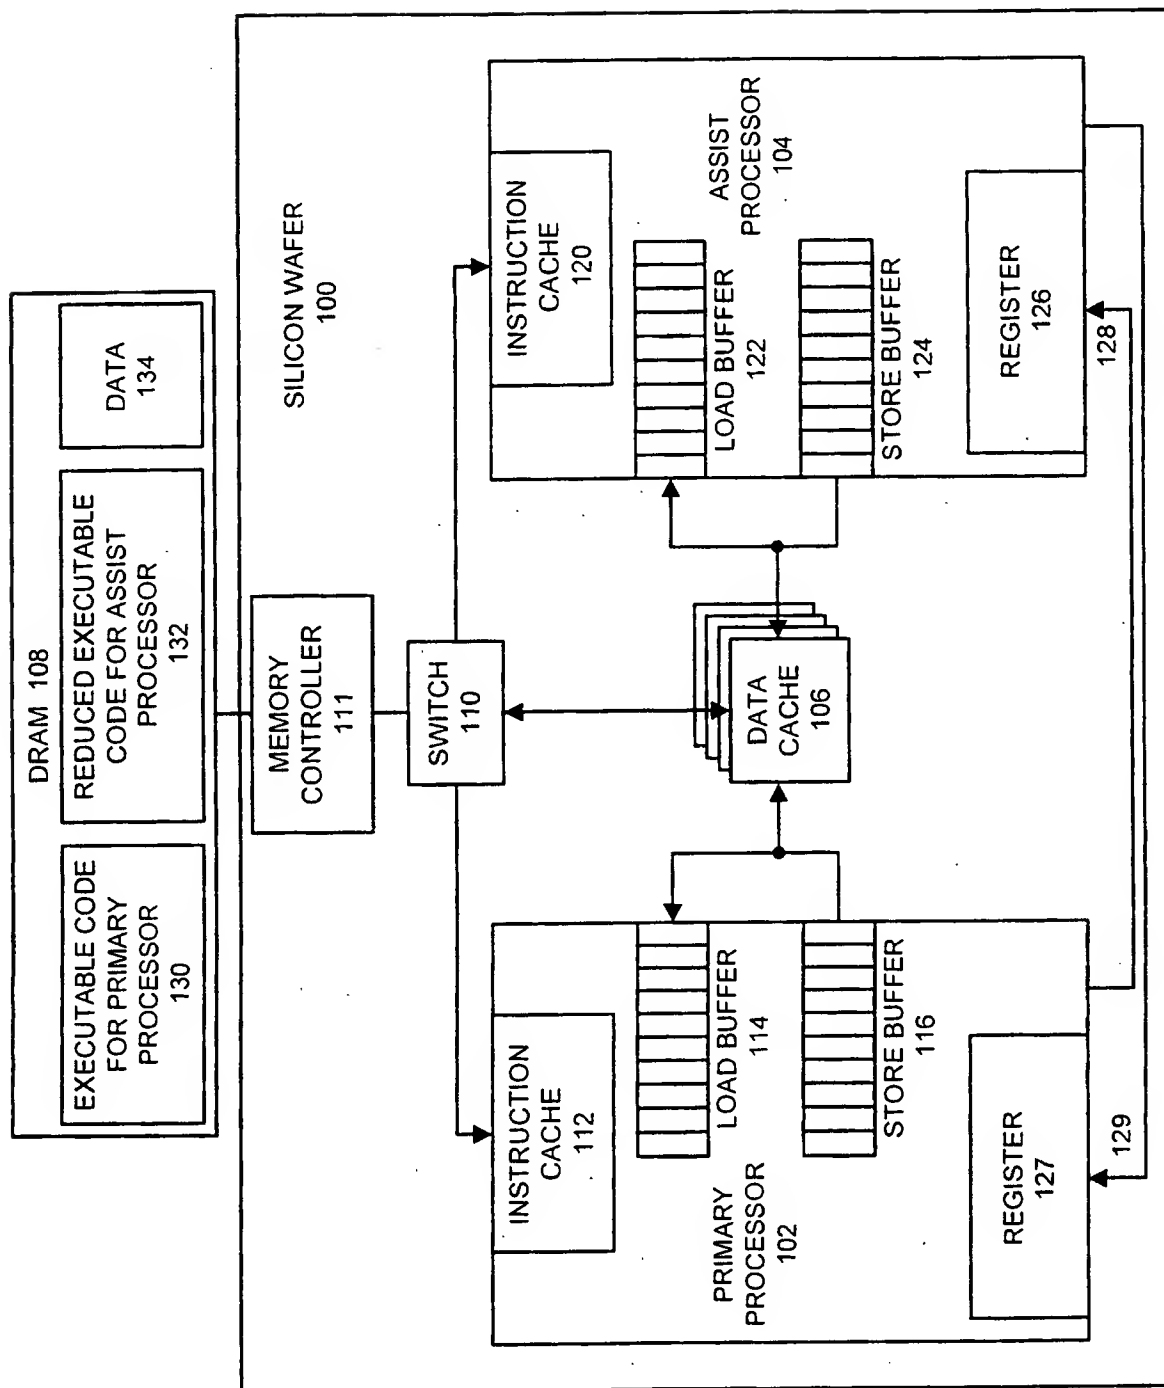 DRAM 108
EXECUTABLE CODE
FOR PRIMARY
PROCESSOR
130
REDUCED EXECUTABLE
CODE FOR ASSIST
PROCESSOR
132
DATA
134
SILICON WAFER
100
MEMORY
CONTROLLER
111
SWITCH
110
INSTRUCTION
CACHE
112
LOAD BUFFER
114
PRIMARY
PROCESSOR
102
STORE BUFFER
116
REGISTER
127
129
DATA
CACHE
106
INSTRUCTION
CACHE
120
ASSIST
PROCESSOR
104
LOAD BUFFER
122
STORE BUFFER
124
REGISTER
126
128